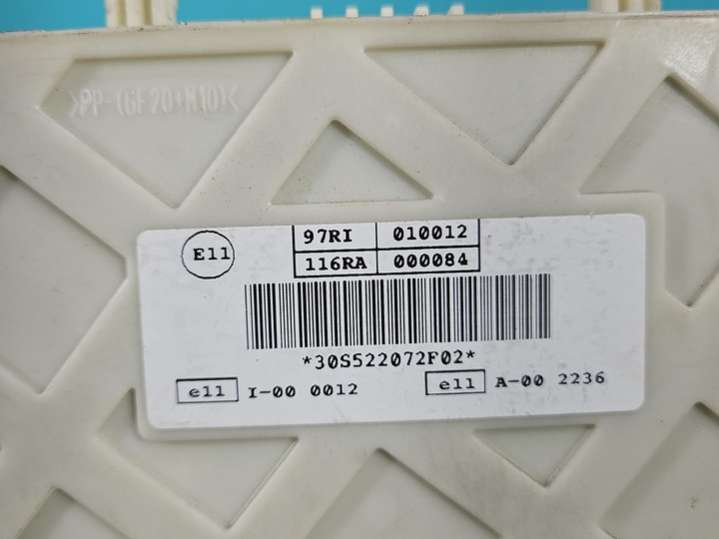 >PP-(GF20+M10)<
E11
97RI 010012
116RA 000084
*30S522072F02*
e11 I-00 0012 e11 A-00 2236